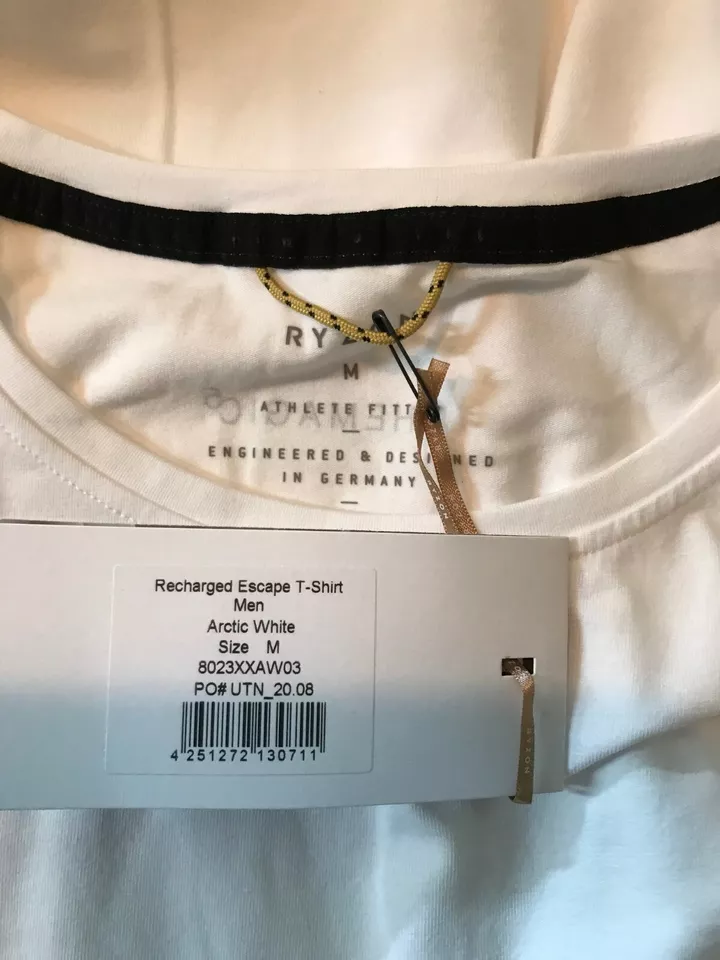 M
ATHLETE FITT
ENGINEERED & DESIGNED
IN GERMANY
Recharged Escape T-Shirt
Men
Arctic White
Size M
8023XXAW03
PO# UTN_20.08
4 251272 130711